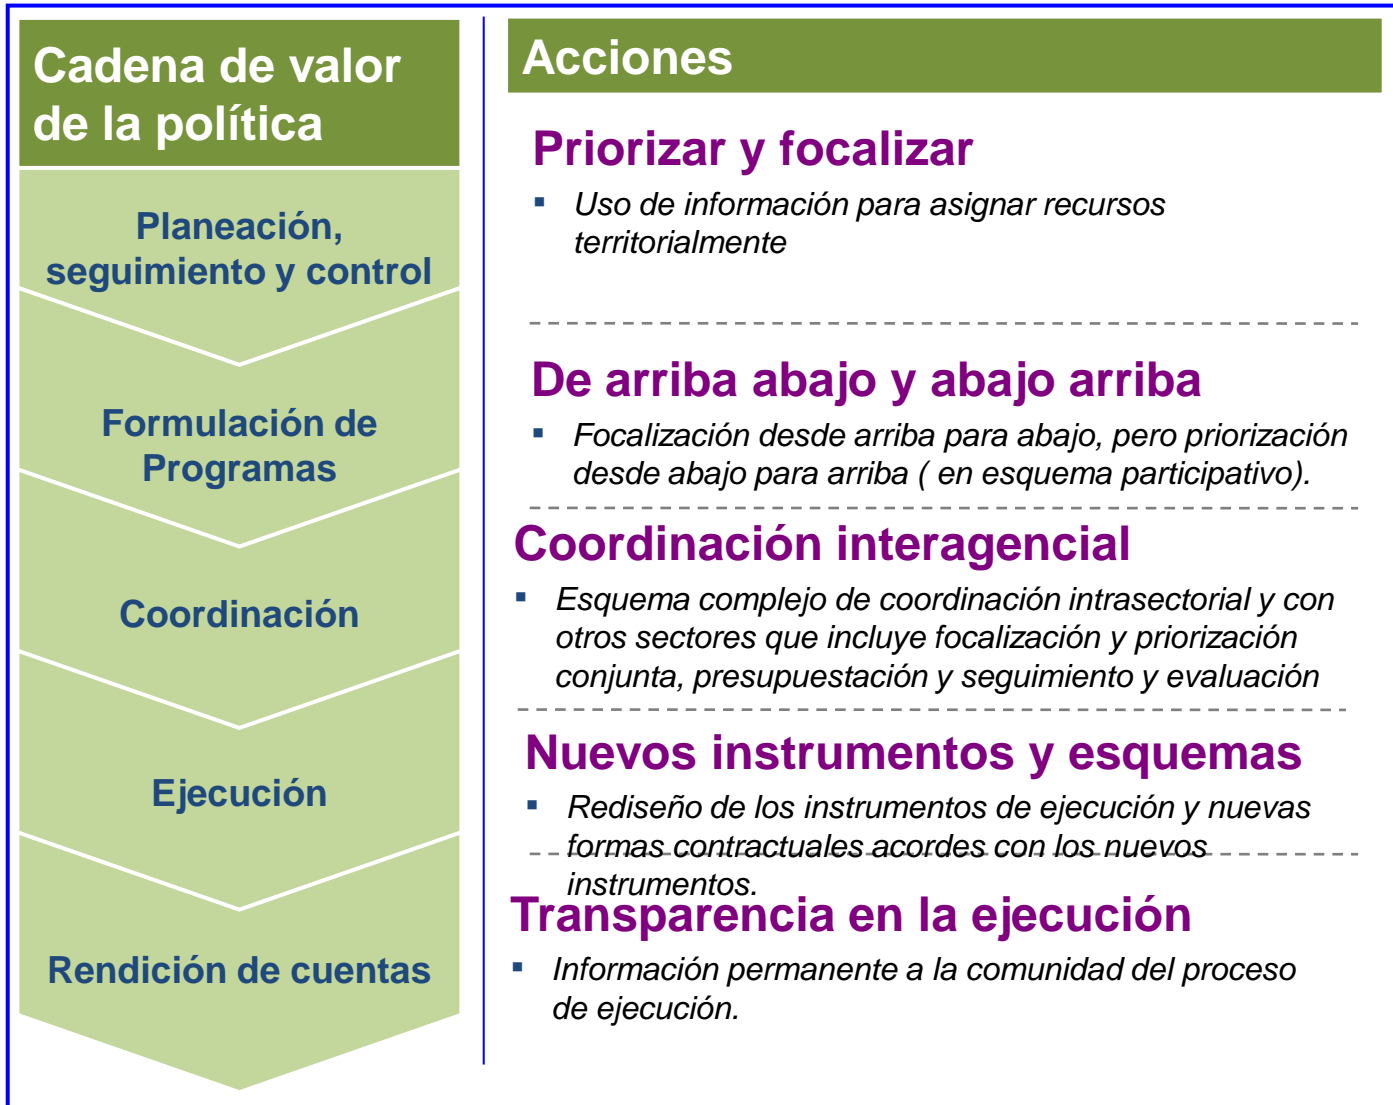 Cadena de valor
de la política
Planeación,
seguimiento y control
Formulación de
Programas
Coordinación
Ejecución
Rendición de cuentas
Acciones
Priorizar y focalizar
▪ Uso de información para asignar recursos
territorialmente
De arriba abajo y abajo arriba
▪ Focalización desde arriba para abajo, pero priorización
desde abajo para arriba ( en esquema participativo).
Coordinación interagencial
▪ Esquema complejo de coordinación intrasectorial y con
otros sectores que incluye focalización y priorización
conjunta, presupuestación y seguimiento y evaluación
Nuevos instrumentos y esquemas
▪ Rediseño de los instrumentos de ejecución y nuevas
formas contractuales acordes con los nuevos
instrumentos.
Transparencia en la ejecución
▪ Información permanente a la comunidad del proceso
de ejecución.